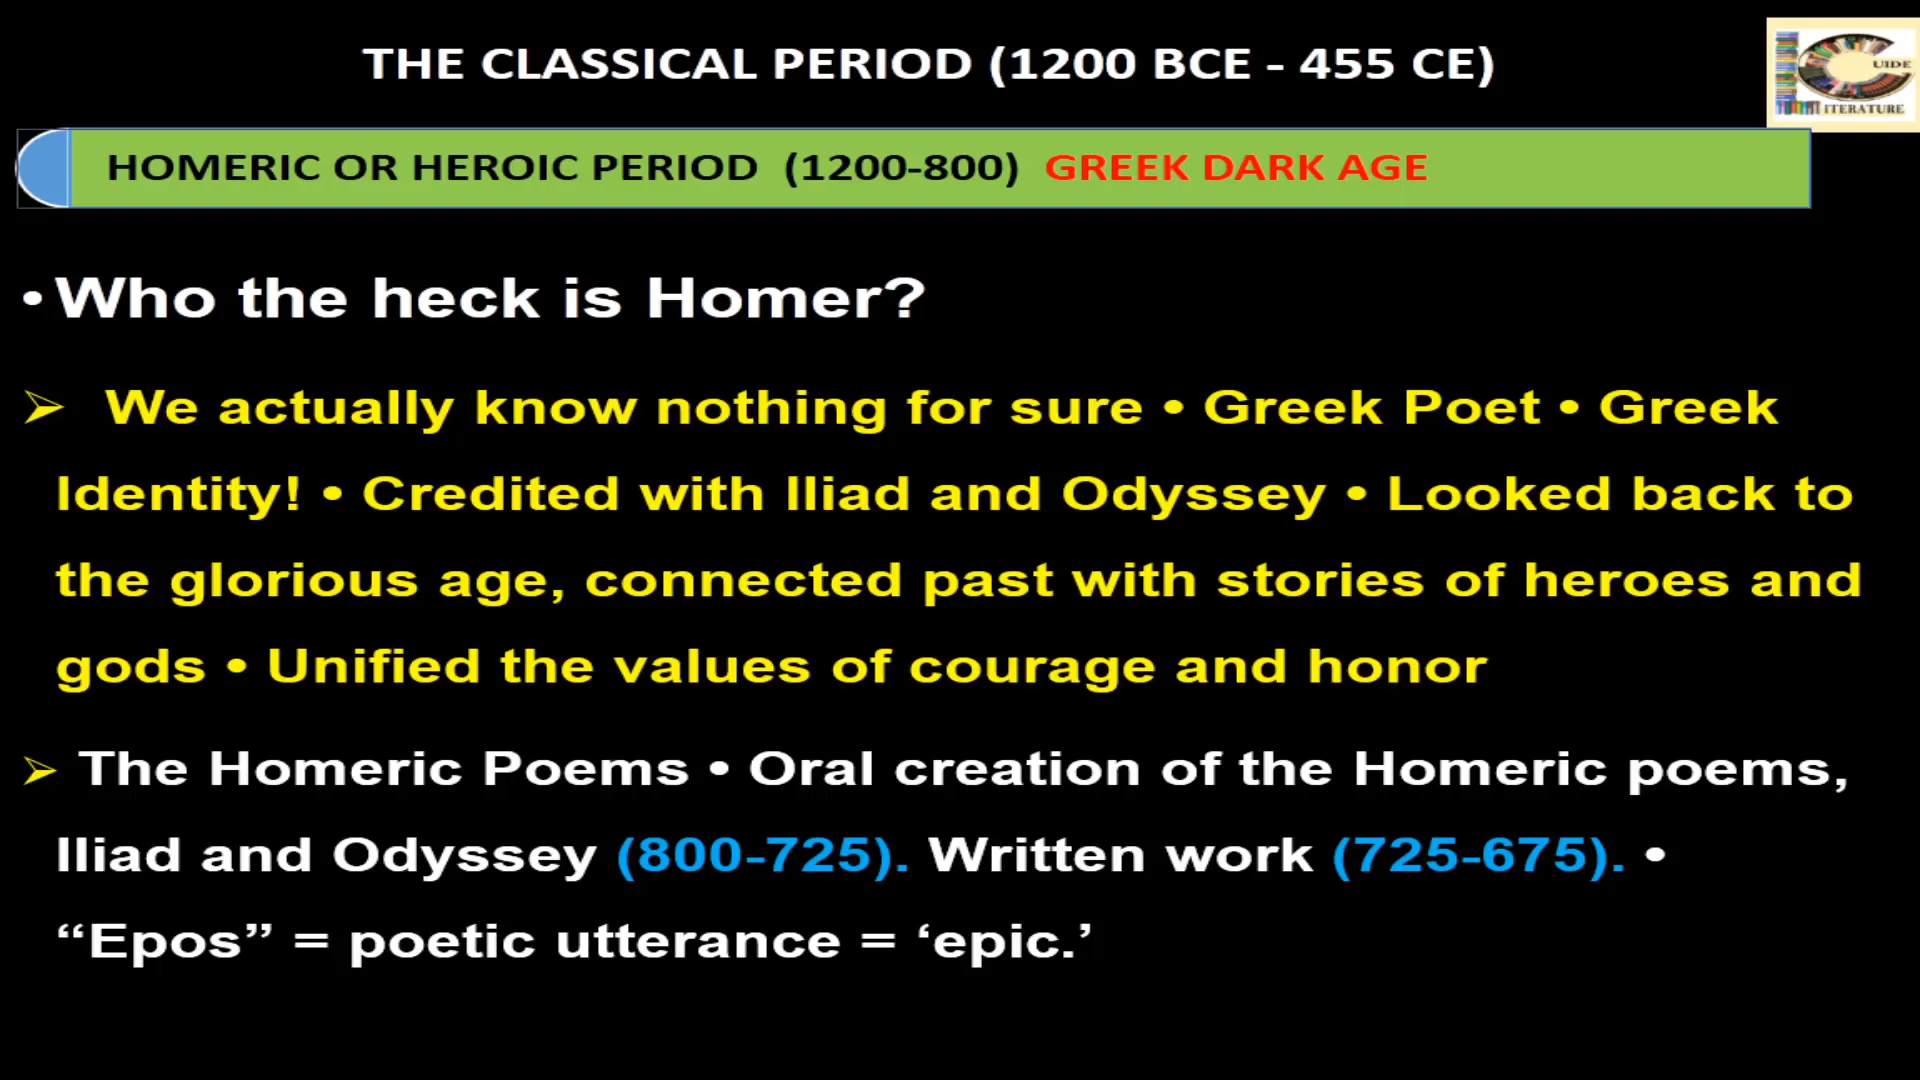 THE CLASSICAL PERIOD (1200 BCE - 455 CE)
UIDE
ITERATURE
HOMERIC OR HEROIC PERIOD (1200-800) GREEK DARK AGE
• Who the heck is Homer?
➢ We actually know nothing for sure • Greek Poet • Greek
Identity! • Credited with Iliad and Odyssey • Looked back to
the glorious age, connected past with stories of heroes and
gods • Unified the values of courage and honor
➢ The Homeric Poems • Oral creation of the Homeric poems,
Iliad and Odyssey (800-725). Written work (725-675). •
“Epos” = poetic utterance = ‘epic.’